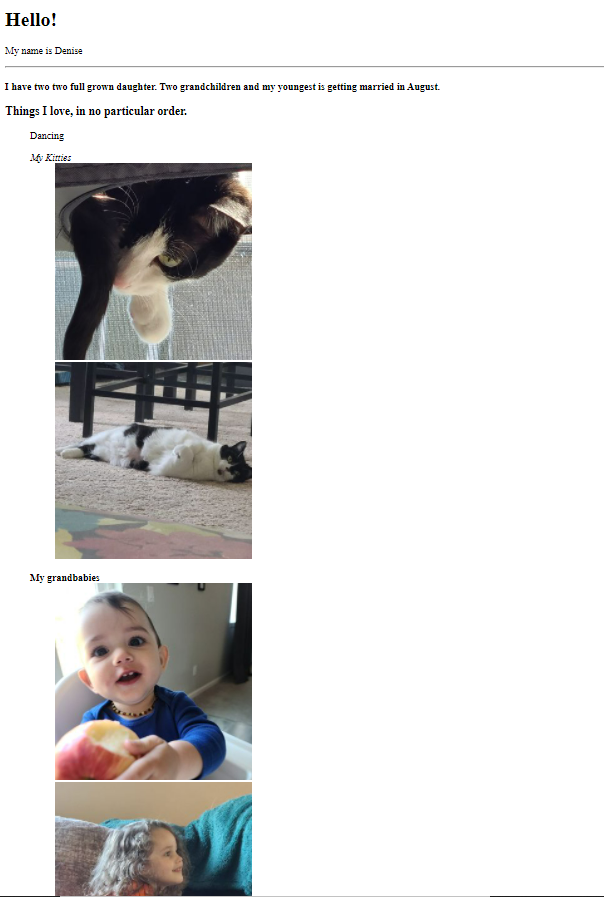 Hello!
My name is Denise
I have two two full grown daughter. Two grandchildren and my youngest is getting married in August.
Things I love, in no particular order.
Dancing
My Kitties
My grandbabies